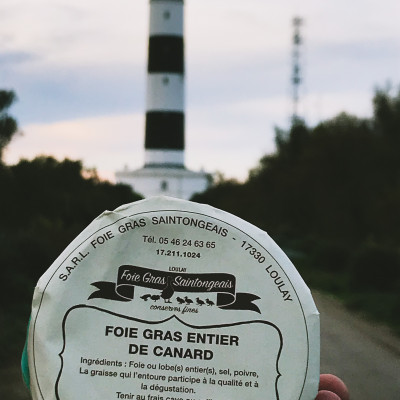 S.A.R.L. FOIE GRAS SAINTONGEAIS - 17330 LOULAY
Tél. 05 46 24 63 65
17.211.1024
LOULAY
Foie Gras Saintongeais
conserves fines
FOIE GRAS ENTIER
DE CANARD
Ingrédients : Foie ou lobe(s) entier(s), sel, poivre,
La graisse qui l'entoure participe à la qualité et à
la dégustation.
Tenir au frais